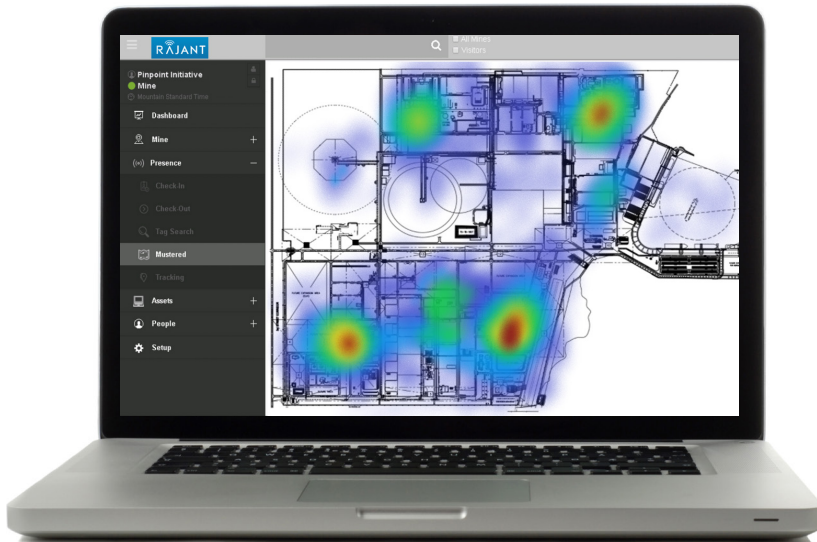 RAJANT
All Mines
Visitors
Pinpoint Initiative
Mine
Mountain Standard Time
Dashboard
Mine +
Presence −
Check-In
Check-Out
Tag Search
Mustered
Tracking
Assets +
People +
Setup